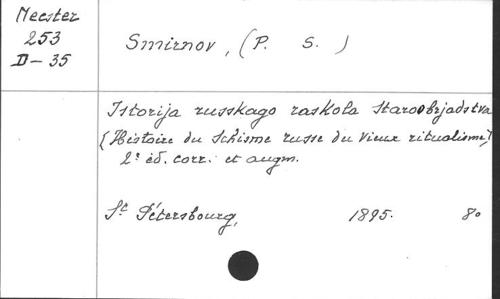 Neester
253
D-35
Smirnov, (P. S.)
Istorija russkago raskola staroobrjadstva
(Histoire du Schisme russe du vieux ritualisme)
2e éd. corr. et augm.
St Pétersbourg, 1895. 8o